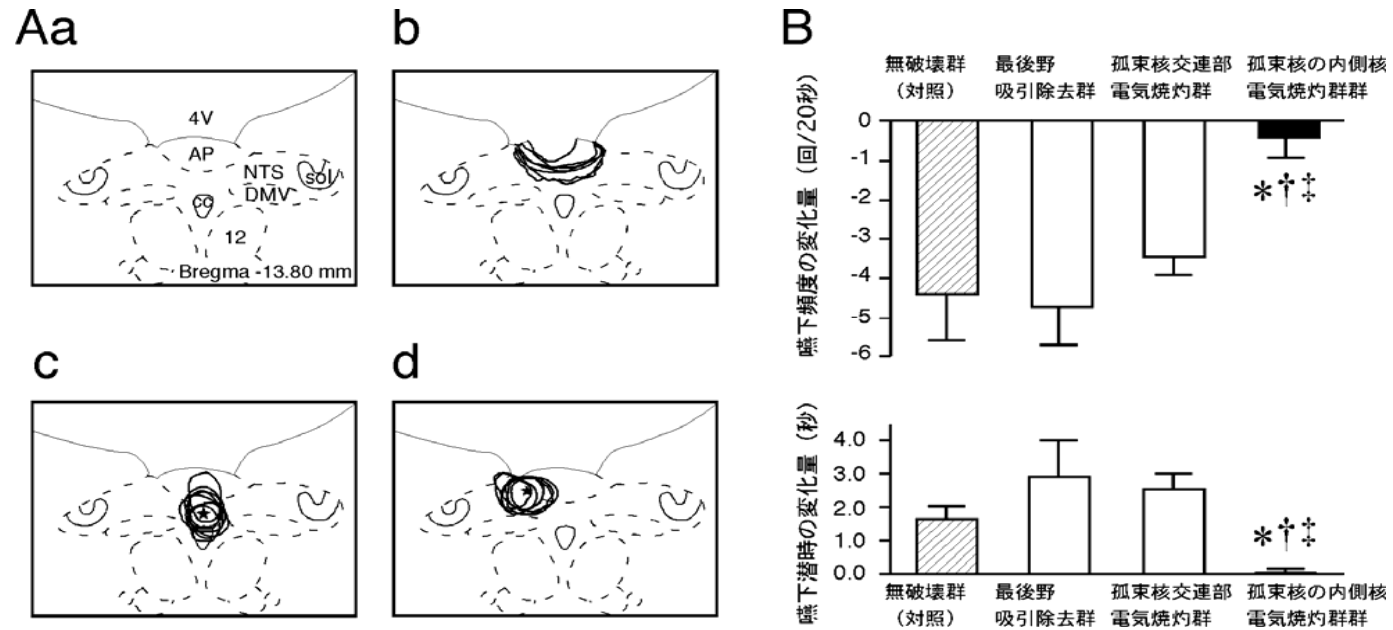 Aa
4V
AP
NTS
sol
DMV
cc
12
Bregma -13.80 mm
b
c
d
B
無破壊群
(対照)
最後野
吸引除去群
孤束核交連部
電気焼灼群
孤束核の内側核
電気焼灼群群
嚥下頻度の変化量 (回/20秒)
0
-1
-2
-3
-4
-5
-6
*†‡
嚥下潜時の変化量 (秒)
4.0
3.0
2.0
1.0
0.0
*†‡
無破壊群
(対照)
最後野
吸引除去群
孤束核交連部
電気焼灼群
孤束核の内側核
電気焼灼群群